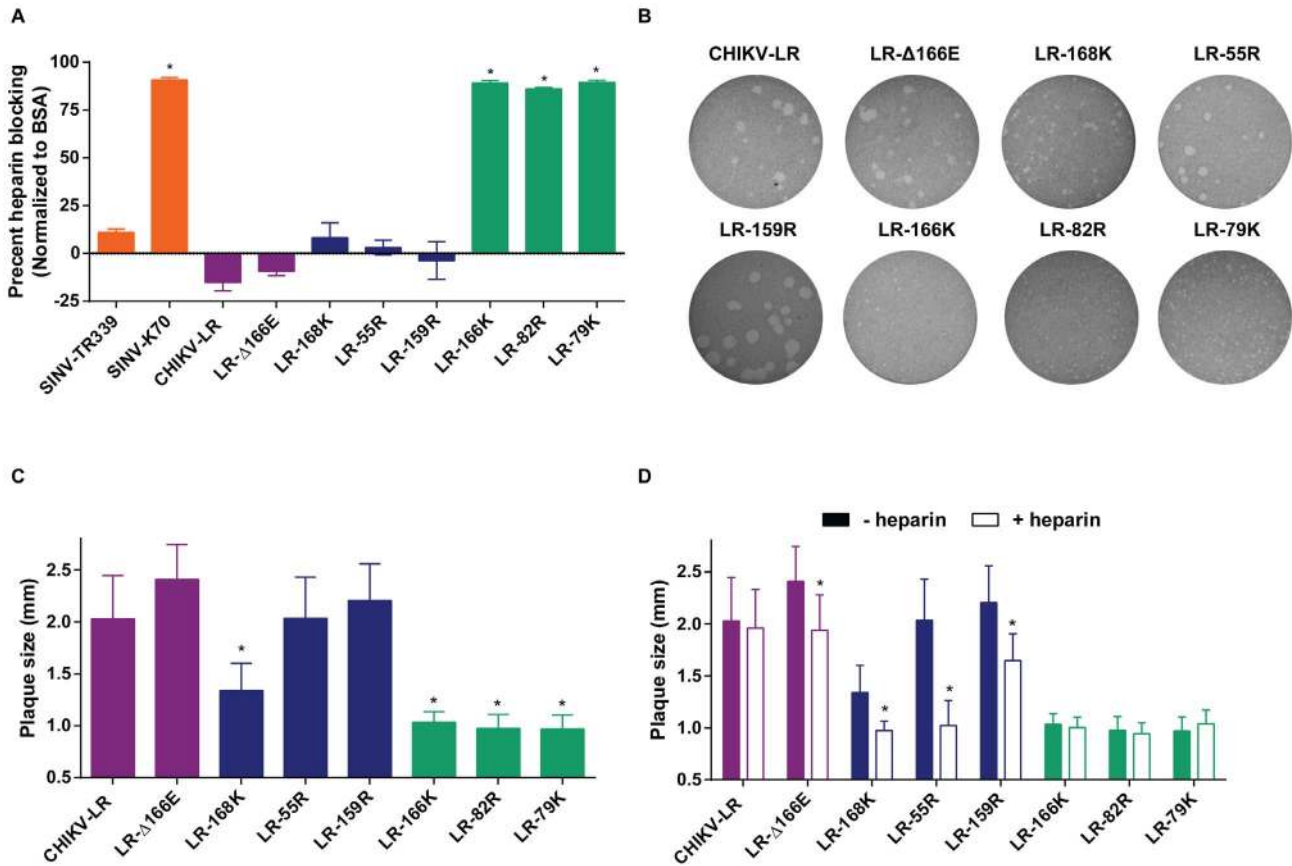 A
Precent heparin blocking
(Normalized to BSA)
100
75
50
25
0
-25
*
*
*
*
SINV-TR339
SINV-K70
CHIKV-LR
LR-Δ166E
LR-168K
LR-55R
LR-159R
LR-166K
LR-82R
LR-79K
B
CHIKV-LR LR-Δ166E LR-168K LR-55R
LR-159R LR-166K LR-82R LR-79K
C
Plaque size (mm)
2.5
2.0
1.5
1.0
0.5
*
*
*
*
CHIKV-LR
LR-Δ166E
LR-168K
LR-55R
LR-159R
LR-166K
LR-82R
LR-79K
D
- heparin + heparin
Plaque size (mm)
2.5
2.0
1.5
1.0
0.5
*
*
*
*
CHIKV-LR
LR-Δ166E
LR-168K
LR-55R
LR-159R
LR-166K
LR-82R
LR-79K